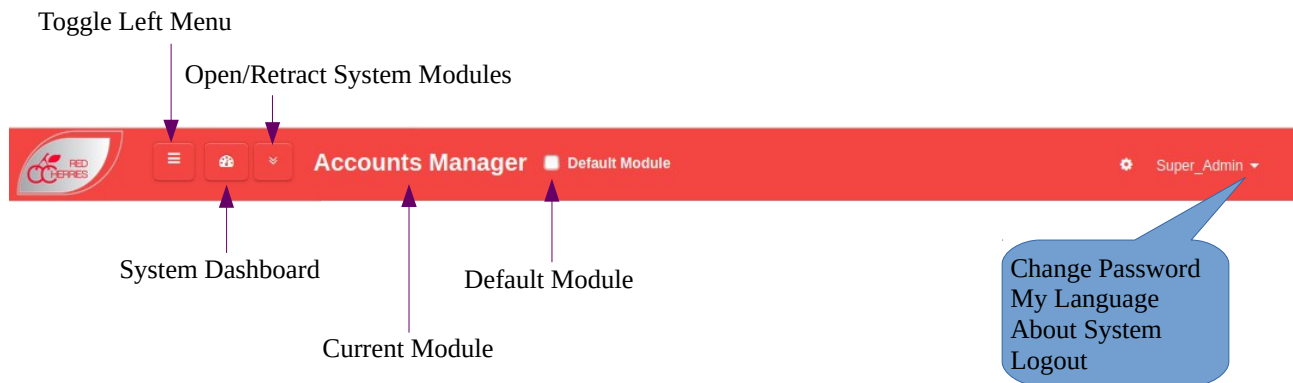 Toggle Left Menu
Open/Retract System Modules
RED
CHERRIES
Accounts Manager
Default Module
Super_Admin
System Dashboard
Default Module
Current Module
Change Password
My Language
About System
Logout